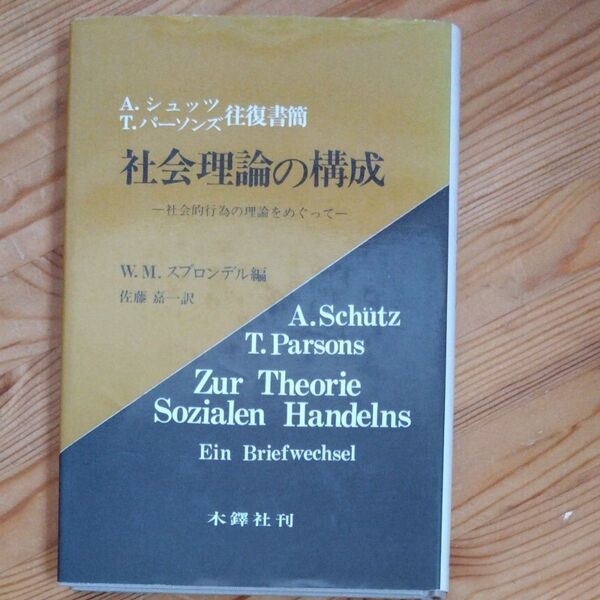 A. シュッツ
T. パーソンズ 往復書簡
社会理論の構成
―社会的行為の理論をめぐって―
W.M. スプロンデル編
佐藤 嘉一訳
A.Schütz
T.Parsons
Zur Theorie
Sozialen Handelns
Ein Briefwechsel
木鐸社刊